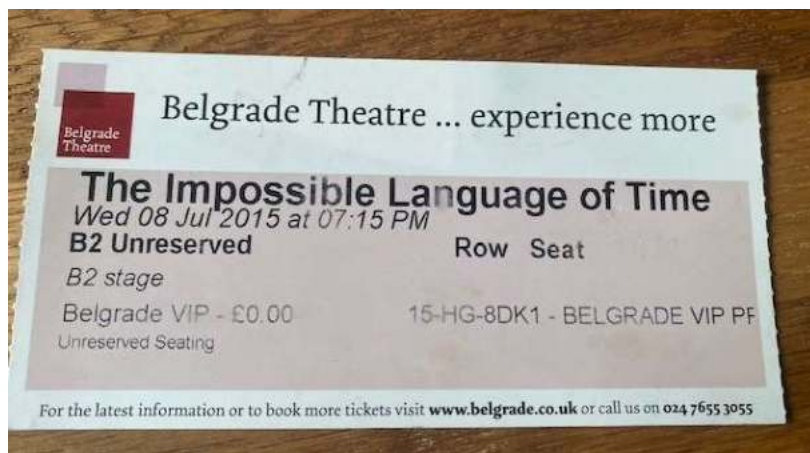 Belgrade Theatre ... experience more
Belgrade
Theatre
The Impossible Language of Time
Wed 08 Jul 2015 at 07:15 PM
B2 Unreserved Row Seat
B2 stage
Belgrade VIP - £0.00 15-HG-8DK1 - BELGRADE VIP PF
Unreserved Seating
For the latest information or to book more tickets visit www.belgrade.co.uk or call us on 024 7655 3055